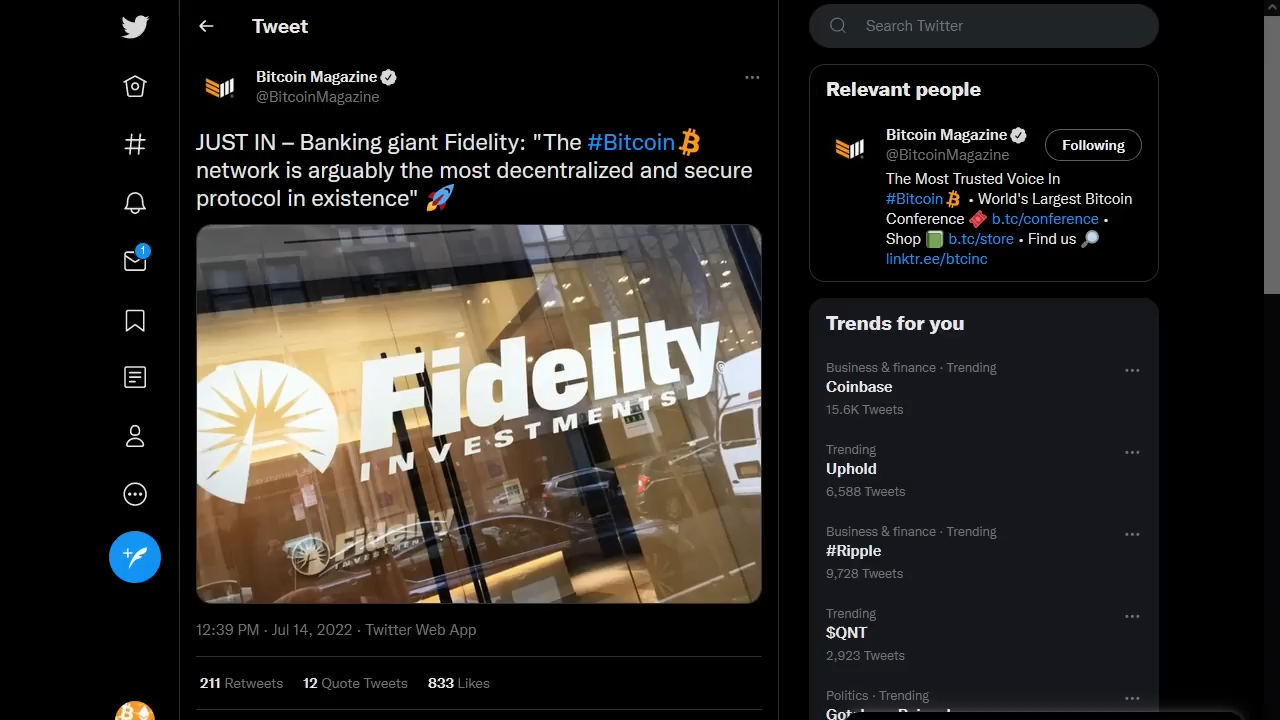 Tweet
Bitcoin Magazine
@BitcoinMagazine
JUST IN – Banking giant Fidelity: "The #Bitcoin
network is arguably the most decentralized and secure
protocol in existence" 🚀
Fidelity
INVESTMENTS
Fidelity
INVESTMENTS
12:39 PM · Jul 14, 2022 · Twitter Web App
211 Retweets 12 Quote Tweets 833 Likes
1
Search Twitter
Relevant people
Bitcoin Magazine
@BitcoinMagazine
Following
The Most Trusted Voice In
#Bitcoin • World's Largest Bitcoin
Conference 🎟️ b.tc/conference •
Shop 📗 b.tc/store • Find us 🔎
linktr.ee/btcinc
Trends for you
Business & finance · Trending
Coinbase
15.6K Tweets
Trending
Uphold
6,588 Tweets
Business & finance · Trending
#Ripple
9,728 Tweets
Trending
$QNT
2,923 Tweets
Politics · Trending